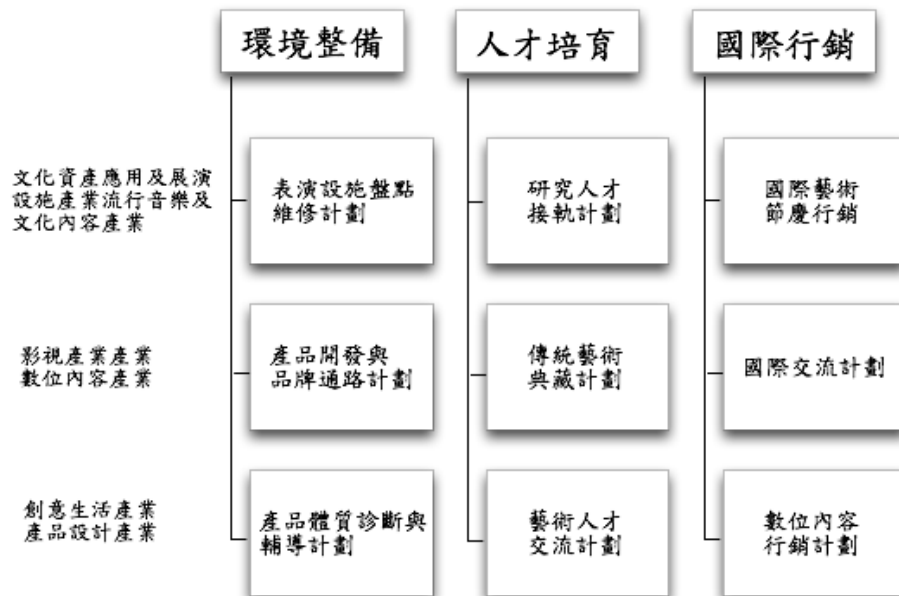 環境整備
人才培育
國際行銷
文化資產應用及展演
設施產業流行音樂及
文化內容產業
表演設施盤點
維修計劃
研究人才
接軌計劃
國際藝術
節慶行銷
影視產業產業
數位內容產業
產品開發與
品牌通路計劃
傳統藝術
典藏計劃
國際交流計劃
創意生活產業
產品設計產業
產品體質診斷與
輔導計劃
藝術人才
交流計劃
數位內容
行銷計劃